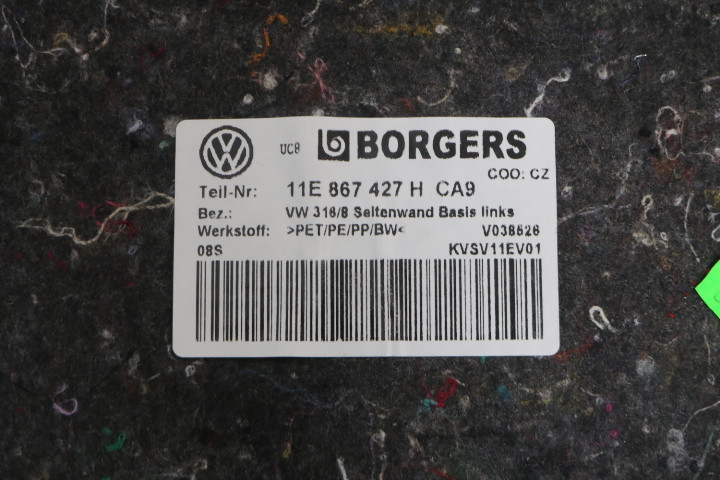 UC8 BORGERS
COO: CZ
Teil-Nr: 11E 867 427 H CA9
Bez.: VW 316/8 Seitenwand Basis links
Werkstoff: >PET/PE/PP/BW< V038526
08S KVSV11EV01